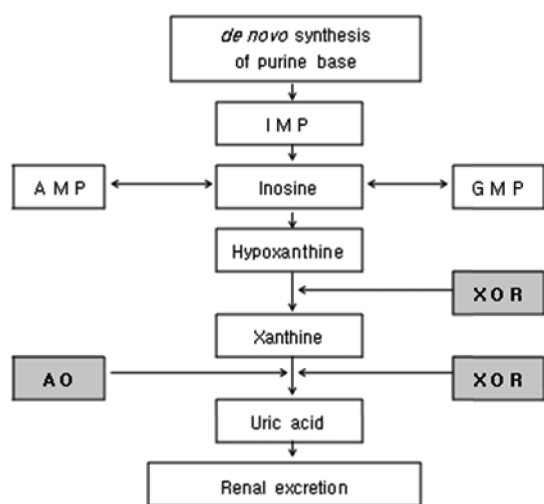 de novo synthesis
of purine base
IMP
AMP
Inosine
GMP
Hypoxanthine
XOR
Xanthine
AO
XOR
Uric acid
Renal excretion